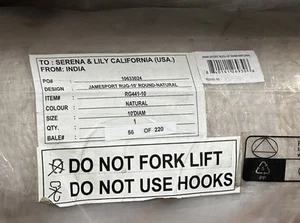 TO : SERENA & LILY CALIFORNIA (USA.)
FROM: INDIA
PO# 10633024
DESIGN JAMESPORT RUG-10' ROUND-NATURAL
ITEM# RG441-10
COLOUR NATURAL
SIZE 10'DIAM
QTY. 1
BALE# 56 OF 220
DO NOT FORK LIFT
DO NOT USE HOOKS